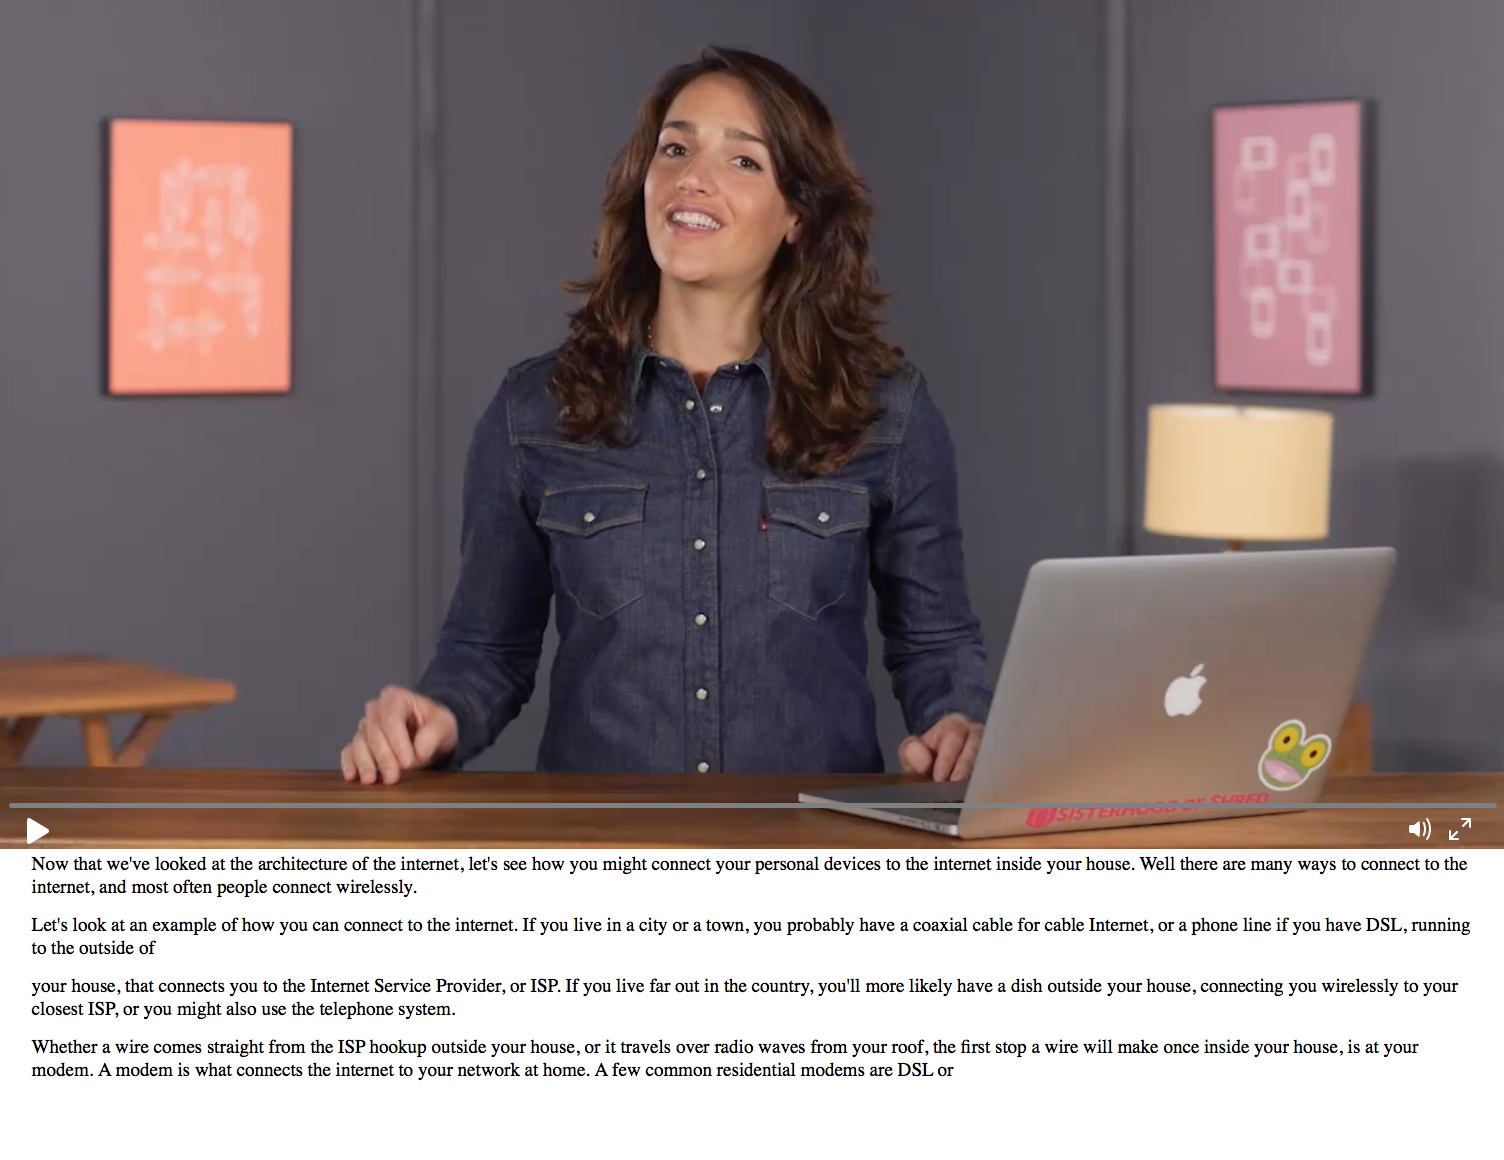 SISTERHOOD OF SHRED
Now that we've looked at the architecture of the internet, let's see how you might connect your personal devices to the internet inside your house. Well there are many ways to connect to the
internet, and most often people connect wirelessly.
Let's look at an example of how you can connect to the internet. If you live in a city or a town, you probably have a coaxial cable for cable Internet, or a phone line if you have DSL, running
to the outside of
your house, that connects you to the Internet Service Provider, or ISP. If you live far out in the country, you'll more likely have a dish outside your house, connecting you wirelessly to your
closest ISP, or you might also use the telephone system.
Whether a wire comes straight from the ISP hookup outside your house, or it travels over radio waves from your roof, the first stop a wire will make once inside your house, is at your
modem. A modem is what connects the internet to your network at home. A few common residential modems are DSL or